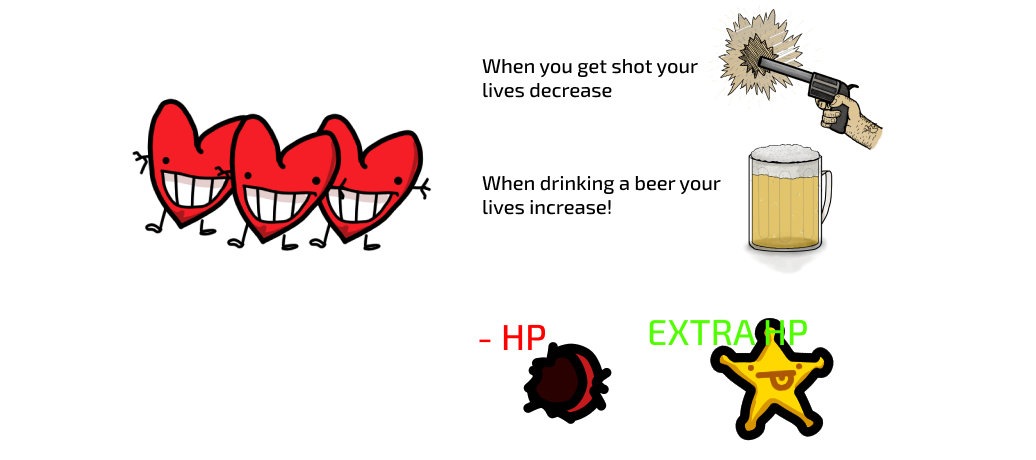 When you get shot your
lives decrease
When drinking a beer your
lives increase!
- HP
EXTRA HP